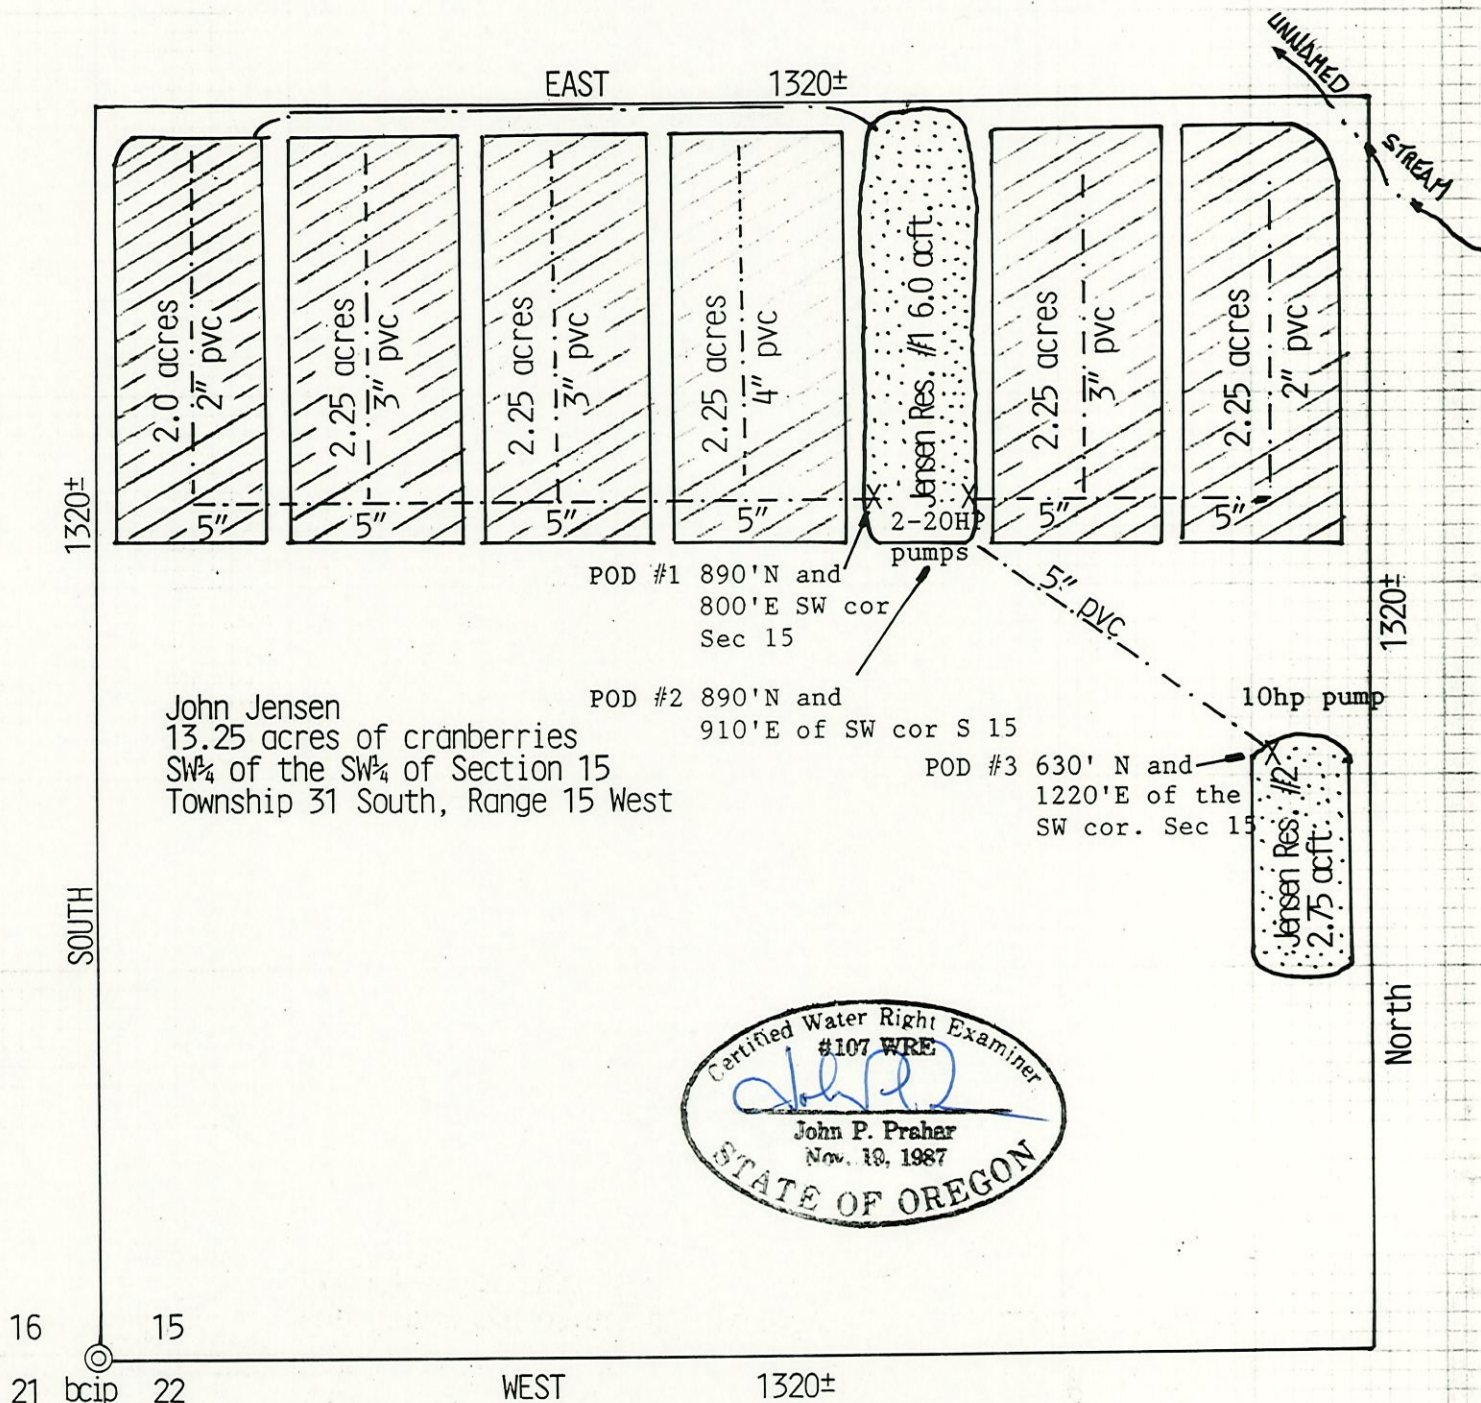 UNNAMED
STREAM
EAST 1320±
2.0 acres
2" pvc
2.25 acres
3" pvc
2.25 acres
3" pvc
2.25 acres
4" pvc
Jensen Res. #1 6.0 acft.
2.25 acres
3" pvc
2.25 acres
2" pvc
1320±
5"
5"
5"
5"
2-20HP
pumps
5"
5"
POD #1 890'N and
800'E SW cor
Sec 15
5" pvc
1320±
POD #2 890'N and
910'E of SW cor S 15
10hp pump
John Jensen
13.25 acres of cranberries
SW¼ of the SW¼ of Section 15
Township 31 South, Range 15 West
POD #3 630' N and
1220'E of the
SW cor. Sec 15
Jensen Res. #2
2.75 acft.
SOUTH
North
Certified Water Right Examiner
#107 WRE
John P. Prahar
Nov. 19, 1987
STATE OF OREGON
16 15
21 bcip 22
WEST 1320±